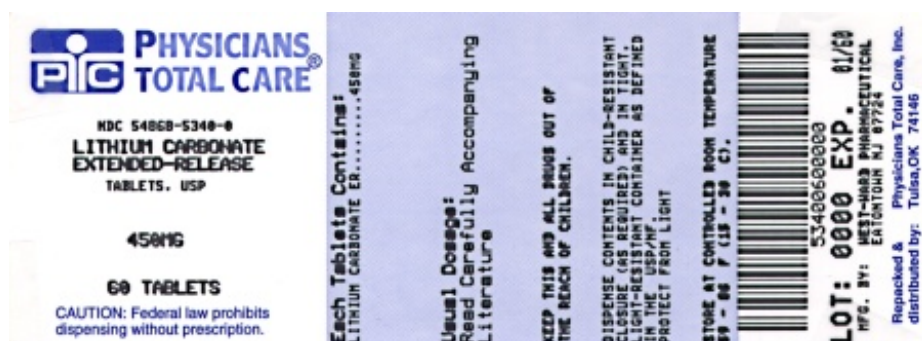 PTC
PHYSICIANS
TOTAL CARE®
NDC 54868-5340-0
LITHIUM CARBONATE
EXTENDED-RELEASE
TABLETS, USP
450MG
60 TABLETS
CAUTION: Federal law prohibits
dispensing without prescription.
Each Tablets Contains:
LITHIUM CARBONATE ER..........450MG
Usual Dosage:
Read Carefully Accompanying
Literature
KEEP THIS AND ALL DRUGS OUT OF
THE REACH OF CHILDREN.
DISPENSE CONTENTS IN CHILD-RESISTANT
CLOSURE (AS REQUIRED) AND IN TIGHT,
LIGHT-RESISTANT CONTAINER AS DEFINED
IN THE USP/NF.
PROTECT FROM LIGHT
STORE AT CONTROLLED ROOM TEMPERATURE
59 - 86 F (15 - 30 C).
5340060000
LOT: 0000 EXP. 01/60
MFG. BY: WEST-WARD PHARMACEUTICAL
EATONTOWN NJ 07724
Repacked & Physicians Total Care, Inc.
distributed by: Tulsa, OK 74146